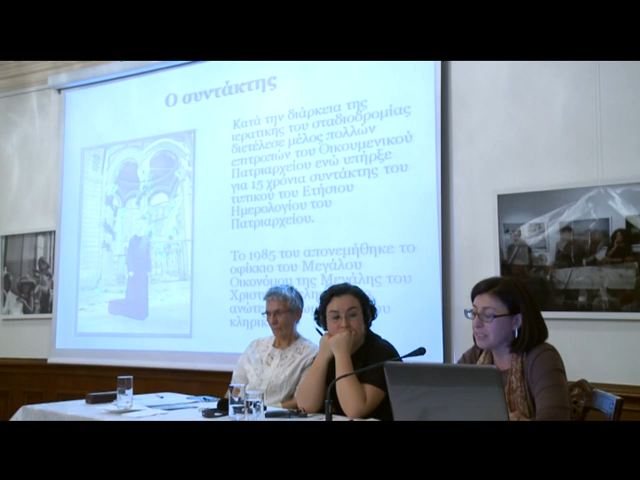 Ο συντάκτης
Κατά την διάρκεια της
ιερατικής του σταδιοδρομίας
διετέλεσε μέλος πολλών
επιτροπών του Οικουμενικού
Πατριαρχείου ενώ υπήρξε
για 15 χρόνια συντάκτης του
τυπικού του Ετήσιου
Ημερολογίου του
Πατριαρχείου.
Το 1985 του απονεμήθηκε το
οφίκκιο του Μεγάλου
Οικονόμου της Μεγάλης του